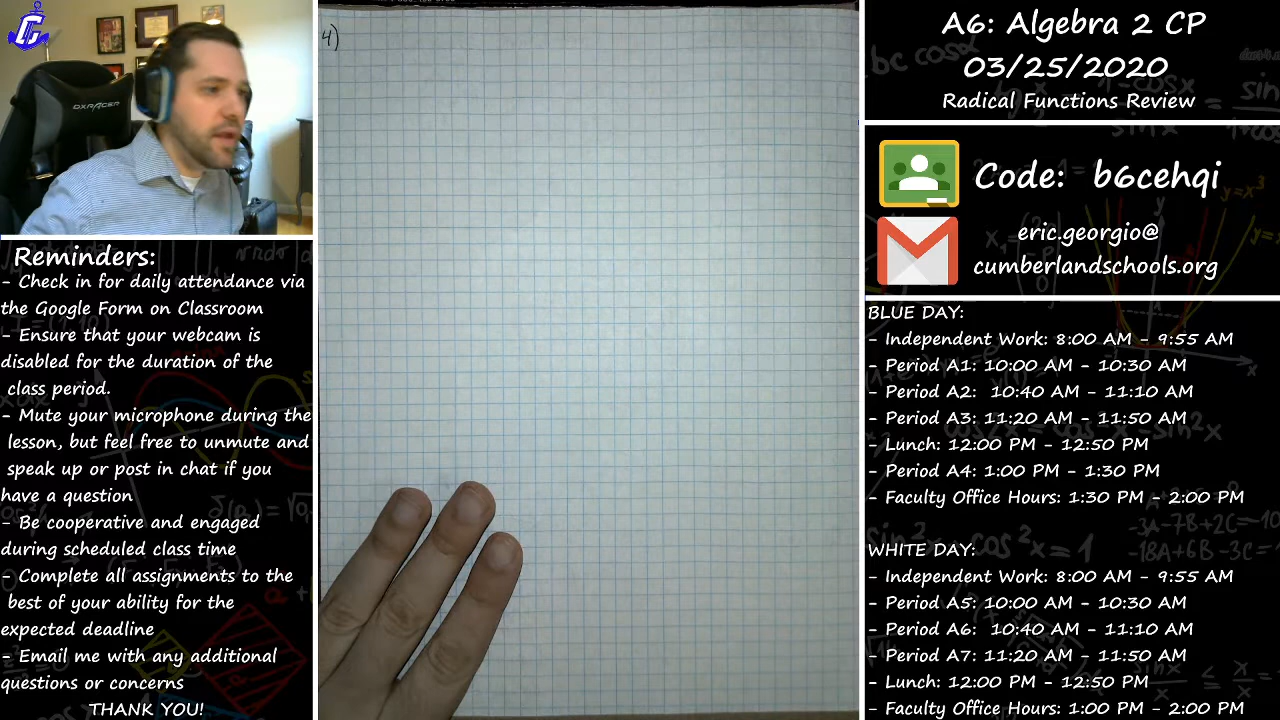 C
DXRACER
Reminders:
- Check in for daily attendance via
the Google Form on Classroom
- Ensure that your webcam is
disabled for the duration of the
class period.
- Mute your microphone during the
lesson, but feel free to unmute and
speak up or post in chat if you
have a question
- Be cooperative and engaged
during scheduled class time
- Complete all assignments to the
best of your ability for the
expected deadline
- Email me with any additional
questions or concerns
THANK YOU!
4)
A6: Algebra 2 CP
03/25/2020
Radical Functions Review
Code: b6cehqi
eric.georgio@
cumberlandschools.org
BLUE DAY:
- Independent Work: 8:00 AM - 9:55 AM
- Period A1: 10:00 AM - 10:30 AM
- Period A2: 10:40 AM - 11:10 AM
- Period A3: 11:20 AM - 11:50 AM
- Lunch: 12:00 PM - 12:50 PM
- Period A4: 1:00 PM - 1:30 PM
- Faculty Office Hours: 1:30 PM - 2:00 PM
WHITE DAY:
- Independent Work: 8:00 AM - 9:55 AM
- Period A5: 10:00 AM - 10:30 AM
- Period A6: 10:40 AM - 11:10 AM
- Period A7: 11:20 AM - 11:50 AM
- Lunch: 12:00 PM - 12:50 PM
- Faculty Office Hours: 1:00 PM - 2:00 PM